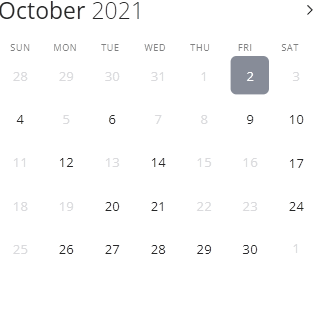 October 2021
SUN MON TUE WED THU FRI SAT
28 29 30 31 1 2 3
4 5 6 7 8 9 10
11 12 13 14 15 16 17
18 19 20 21 22 23 24
25 26 27 28 29 30 1